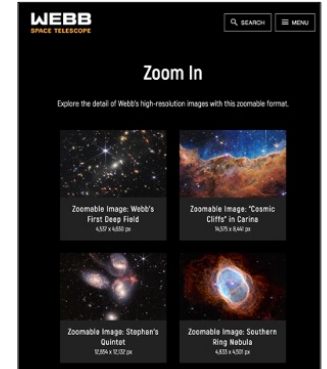 WEBB
SPACE TELESCOPE
SEARCH
MENU
Zoom In
Explore the detail of Webb's high-resolution images with this zoomable format.
Zoomable Image: Webb's
First Deep Field
4,537 x 4,630 px
Zoomable Image: "Cosmic
Cliffs" in Carina
14,575 x 8,441 px
Zoomable Image: Stephan's
Quintet
12,654 x 12,132 px
Zoomable Image: Southern
Ring Nebula
4,833 x 4,501 px